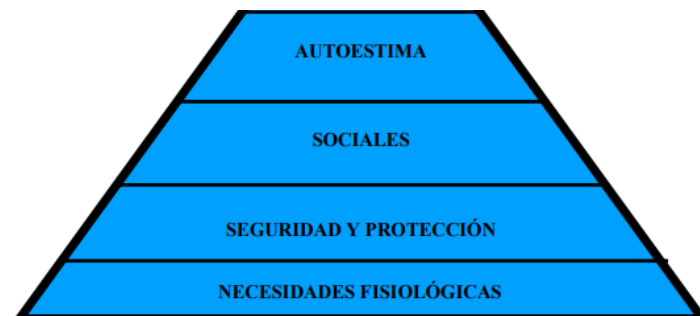 AUTOESTIMA
SOCIALES
SEGURIDAD Y PROTECCIÓN
NECESIDADES FISIOLÓGICAS